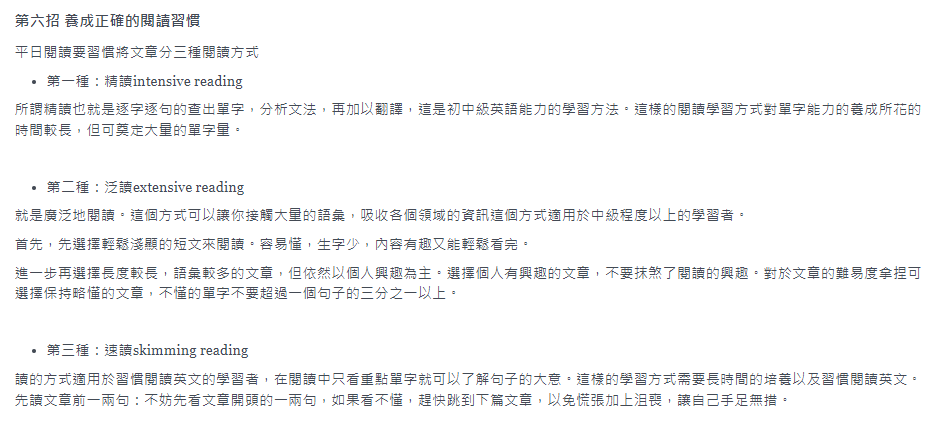 第六招 養成正確的閱讀習慣
平日閱讀要習慣將文章分三種閱讀方式
• 第一種：精讀intensive reading
所謂精讀也就是逐字逐句的查出單字，分析文法，再加以翻譯，這是初中級英語能力的學習方法。這樣的閱讀學習方式對單字能力的養成所花的
時間較長，但可奠定大量的單字量。
• 第二種：泛讀extensive reading
就是廣泛地閱讀。這個方式可以讓你接觸大量的語彙，吸收各個領域的資訊這個方式適用於中級程度以上的學習者。
首先，先選擇輕鬆淺顯的短文來閱讀。容易懂，生字少，內容有趣又能輕鬆看完。
進一步再選擇長度較長，語彙較多的文章，但依然以個人興趣為主。選擇個人有興趣的文章，不要抹煞了閱讀的興趣。對於文章的難易度拿捏可
選擇保持略懂的文章，不懂的單字不要超過一個句子的三分之一以上。
• 第三種：速讀skimming reading
讀的方式適用於習慣閱讀英文的學習者，在閱讀中只看重點單字就可以了解句子的大意。這樣的學習方式需要長時間的培養以及習慣閱讀英文。
先讀文章前一兩句：不妨先看文章開頭的一兩句，如果看不懂，趕快跳到下篇文章，以免慌張加上沮喪，讓自己手足無措。